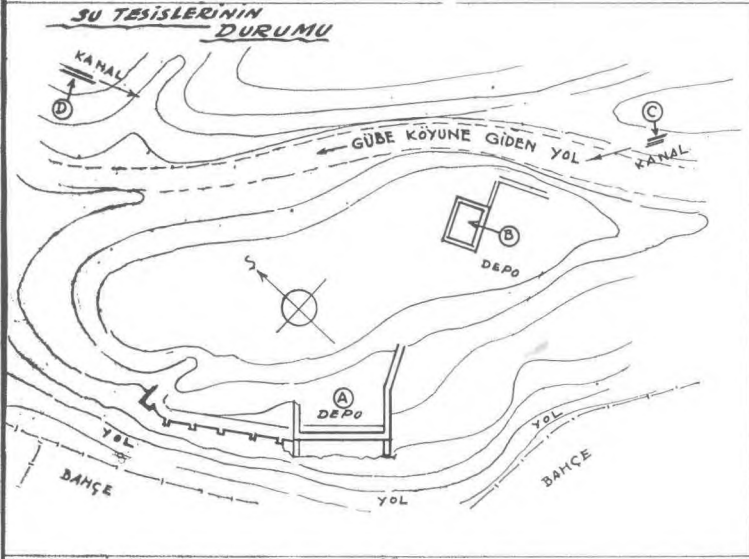 SU TESİSLERİNİN
DURUMU
KANAL
D
C
GÜBE KÖYÜNE GİDEN YOL
KANAL
B
DEPO
S
A
DEPO
YOL
YOL
BAHÇE
BAHÇE
YOL